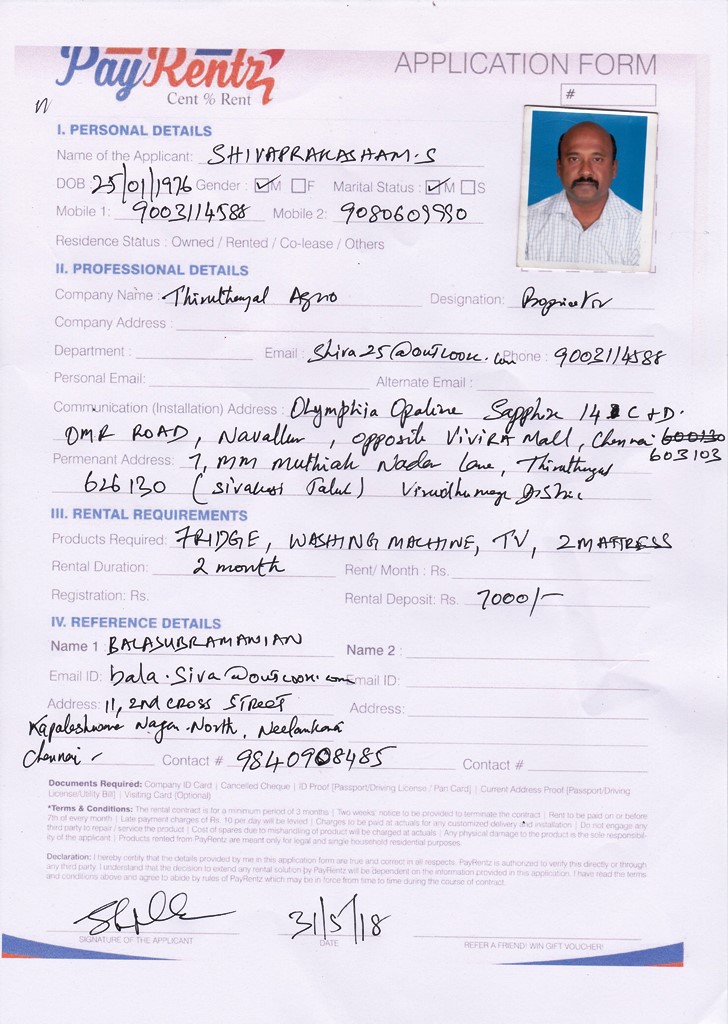 PayRentz
Cent % Rent
APPLICATION FORM
#
I. PERSONAL DETAILS
Name of the Applicant: SHIVAPRAKASHAM.S
DOB 25/01/1976 Gender : ☑M ☐F Marital Status : ☑M ☐S
Mobile 1: 9003114588 Mobile 2: 9080609990
Residence Status : Owned / Rented / Co-lease / Others
II. PROFESSIONAL DETAILS
Company Name : Thiruthangal Agro Designation:
Company Address :
Department : Email : Shiva25@outlook.com Phone : 9003114588
Personal Email: Alternate Email :
Communication (Installation) Address : Olymphia Opaline Sapphire 14 C+D.
OMR ROAD, Navallur, opposite VIVIRA Mall, Chennai 600130
603103
Permenant Address: 7, MM Muthiah Nadar Lane, Thiruthangal
626130 (Sivakasi Taluk) Virudhunagar District
III. RENTAL REQUIREMENTS
Products Required: FRIDGE, WASHING MACHINE, TV, 2 MATTRESS
Rental Duration: 2 month Rent/ Month : Rs.
Registration: Rs. Rental Deposit: Rs. 7000/-
IV. REFERENCE DETAILS
Name 1 BALASUBRAMANIAN Name 2 :
Email ID: bala.siva@outlook.com Email ID:
Address: 11, 2ND CROSS STREET Address:
Kapaleshwarar Nagar North, Neelankarai
Chennai - Contact # 9840908485 Contact #
Documents Required: Company ID Card | Cancelled Cheque | ID Proof [Passport/Driving License / Pan Card] | Current Address Proof [Passport/Driving
License/Utility Bill] | Visiting Card (Optional)
*Terms & Conditions: This rental contract is for a minimum period of 3 months | Two weeks' notice to be provided to terminate the contract | Rent to be paid on or before
7th of every month | Late payment charges of Rs. 10 per day will be levied | Charges to be paid at actuals for any customized delivery and installation | Do not engage any
third party to repair / service the product | Cost of spares due to mishandling of product will be charged at actuals | Any physical damage to the product is the sole responsibil-
ity of the applicant | Products rented from PayRentz are meant only for legal and single household residential purposes.
Declaration: I hereby certify that the details provided by me in this application form are true and correct in all respects. PayRentz is authorized to verify this directly or through
any third party. I understand that the decision to extend any rental solution by PayRentz will be dependent on the information provided in this application. I have read the terms
and conditions above and agree to abide by rules of PayRentz which may be in force from time to time during the course of contract.
31/5/18
SIGNATURE OF THE APPLICANT DATE REFER A FRIEND! WIN GIFT VOUCHER!